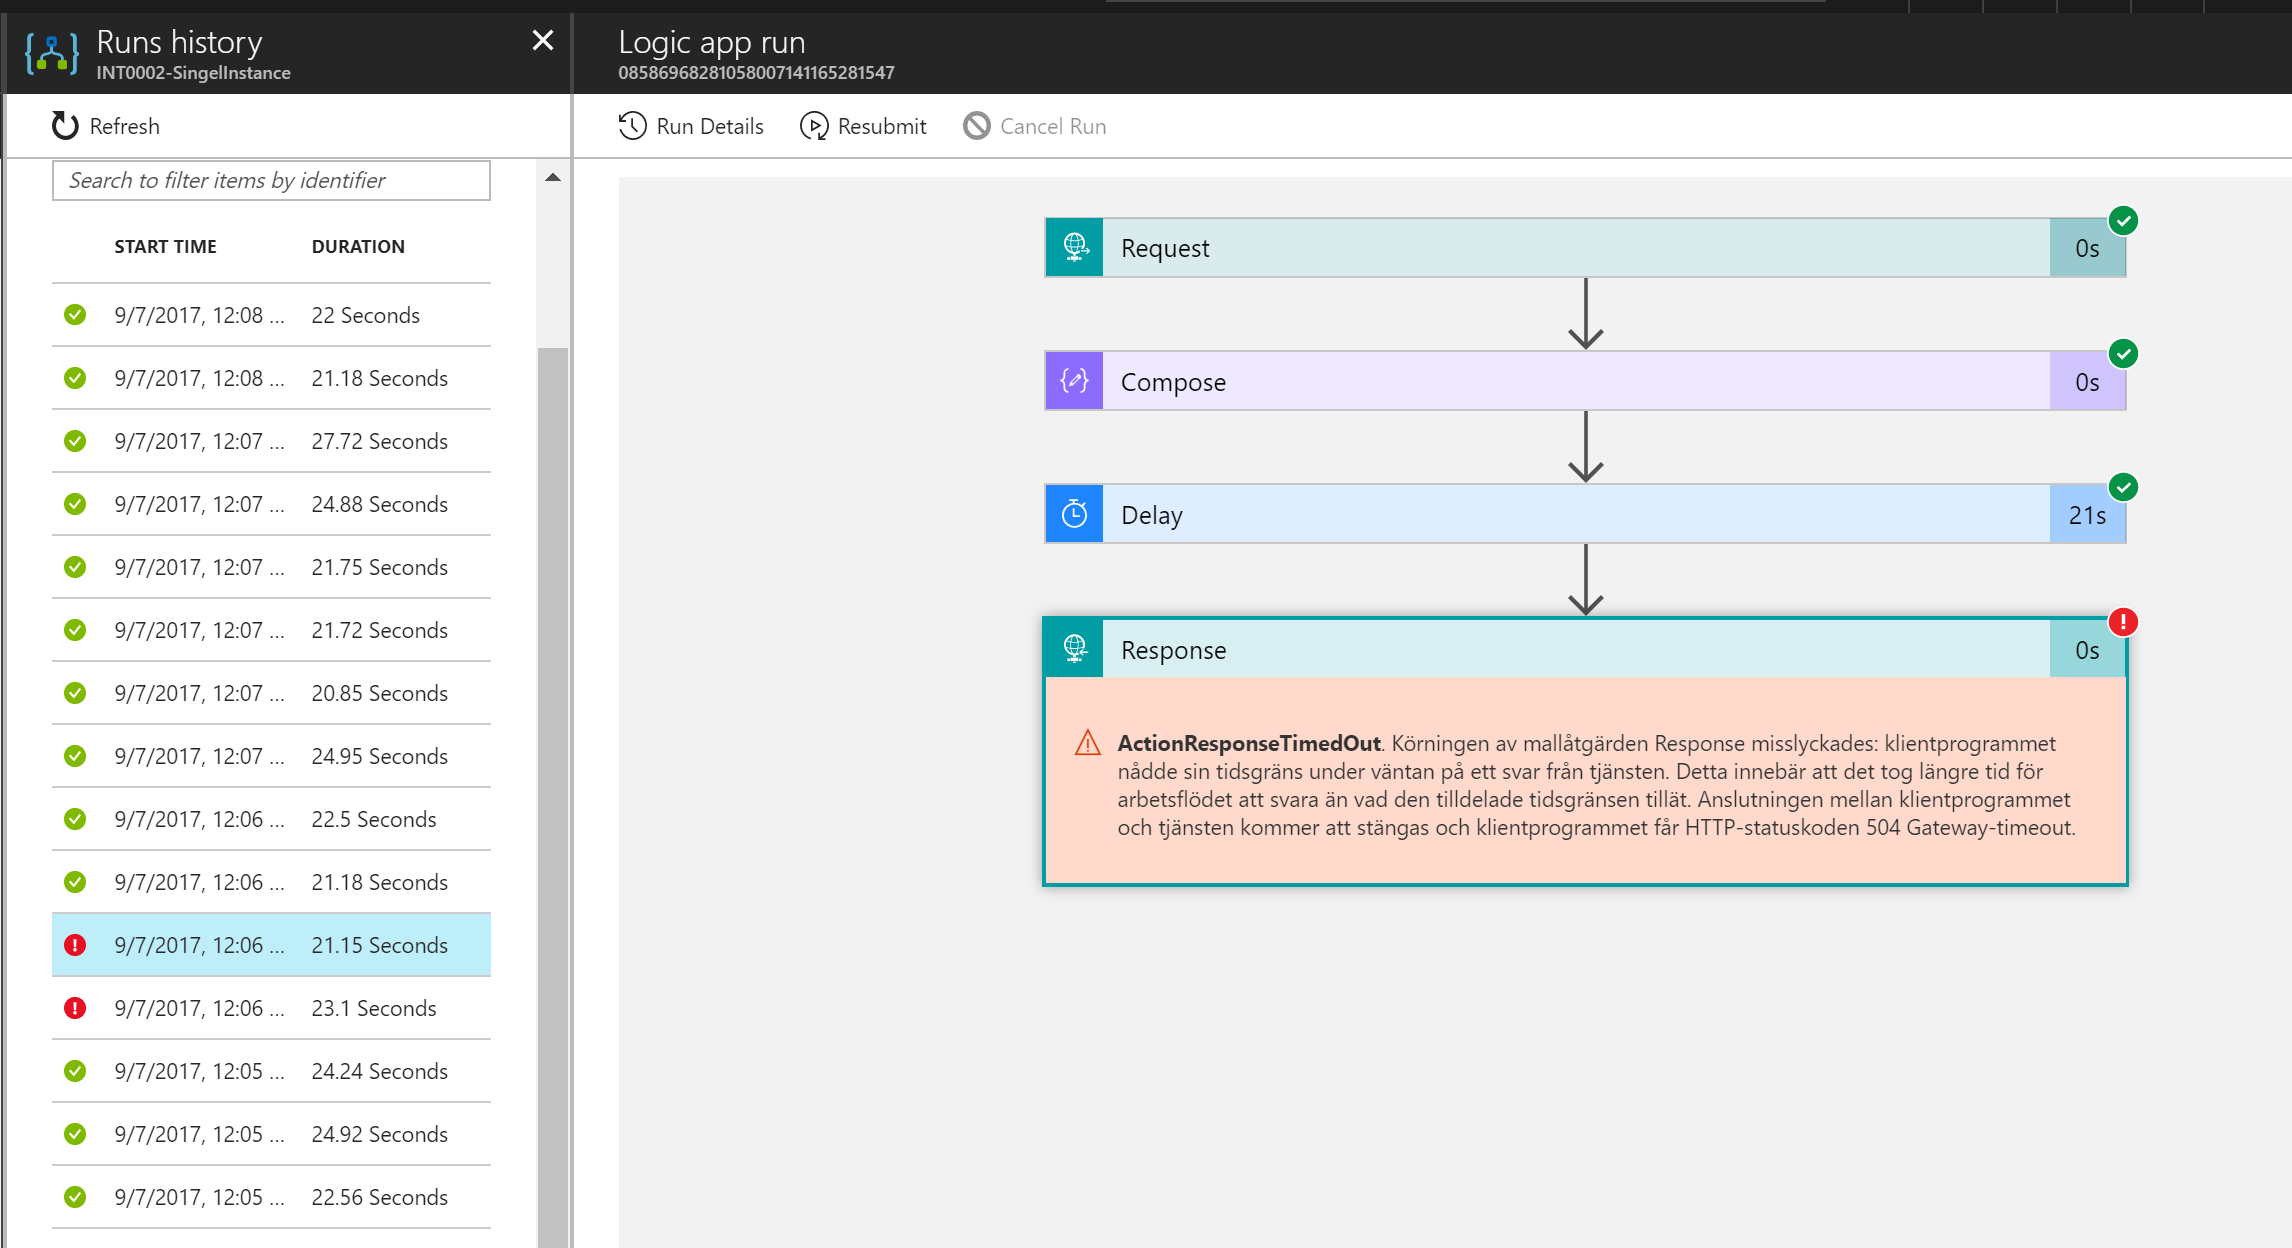 Runs history
INT0002-SingelInstance
Refresh
Search to filter items by identifier
START TIME DURATION
9/7/2017, 12:08 ... 22 Seconds
9/7/2017, 12:08 ... 21.18 Seconds
9/7/2017, 12:07 ... 27.72 Seconds
9/7/2017, 12:07 ... 24.88 Seconds
9/7/2017, 12:07 ... 21.75 Seconds
9/7/2017, 12:07 ... 21.72 Seconds
9/7/2017, 12:07 ... 20.85 Seconds
9/7/2017, 12:07 ... 24.95 Seconds
9/7/2017, 12:06 ... 22.5 Seconds
9/7/2017, 12:06 ... 21.18 Seconds
9/7/2017, 12:06 ... 21.15 Seconds
9/7/2017, 12:06 ... 23.1 Seconds
9/7/2017, 12:05 ... 24.24 Seconds
9/7/2017, 12:05 ... 24.92 Seconds
9/7/2017, 12:05 ... 22.56 Seconds
Logic app run
08586968281058007141165281547
Run Details Resubmit Cancel Run
Request 0s
Compose 0s
Delay 21s
Response 0s
ActionResponseTimedOut. Körningen av mallåtgärden Response misslyckades: klientprogrammet
nådde sin tidsgräns under väntan på ett svar från tjänsten. Detta innebär att det tog längre tid för
arbetsflödet att svara än vad den tilldelade tidsgränsen tillät. Anslutningen mellan klientprogrammet
och tjänsten kommer att stängas och klientprogrammet får HTTP-statuskoden 504 Gateway-timeout.